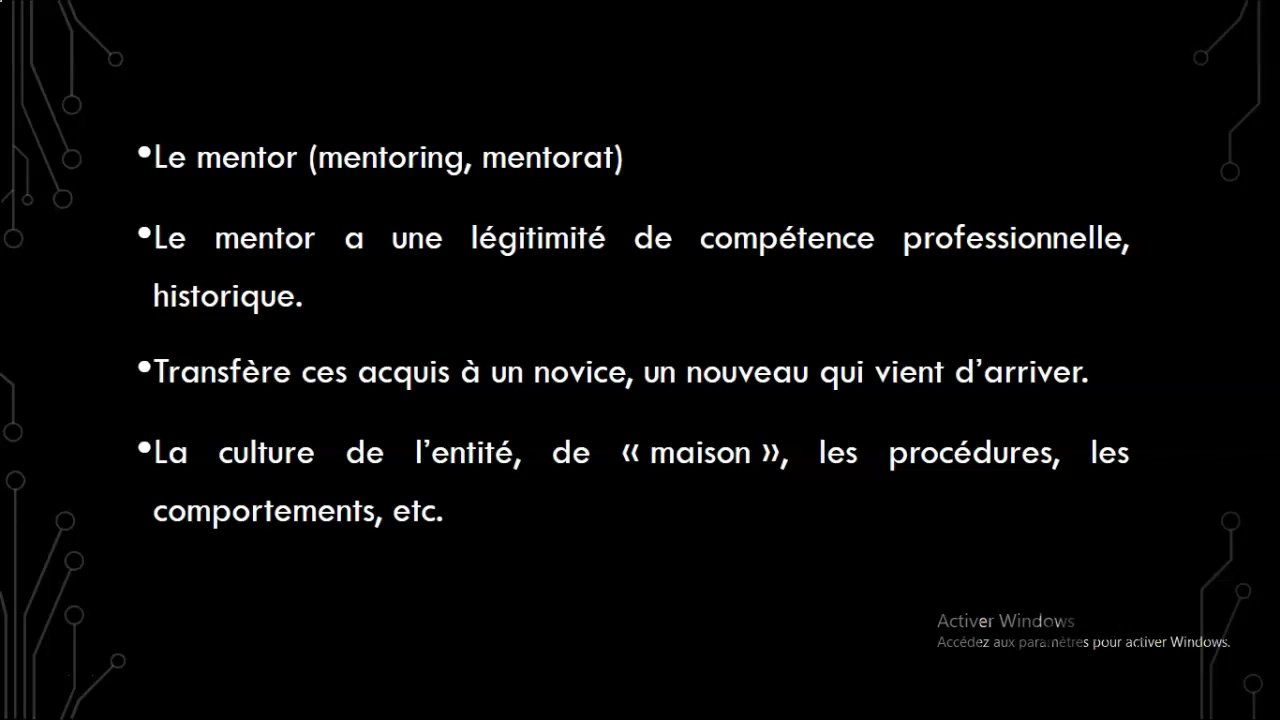 •Le mentor (mentoring, mentorat)
•Le mentor a une légitimité de compétence professionnelle,
historique.
•Transfère ces acquis à un novice, un nouveau qui vient d’arriver.
•La culture de l’entité, de « maison », les procédures, les
comportements, etc.
Activer Windows
Accédez aux paramètres pour activer Windows.